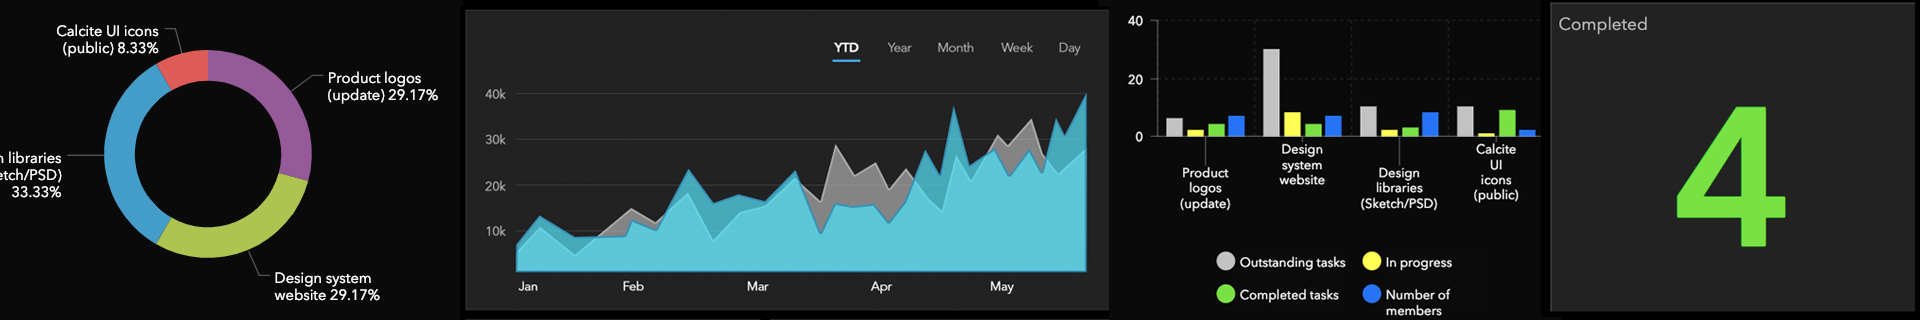 Calcite UI icons
(public) 8.33%
Product logos
(update) 29.17%
libraries
33.33%
Design system
website 29.17%
YTD Year Month Week Day
40k
30k
20k
10k
Jan Feb Mar Apr May
40
20
0
Product
logos
(update)
Design
system
website
Design
libraries
(Sketch/PSD)
Calcite
UI
icons
(public)
Outstanding tasks
In progress
Completed tasks
Number of
members
Completed
4